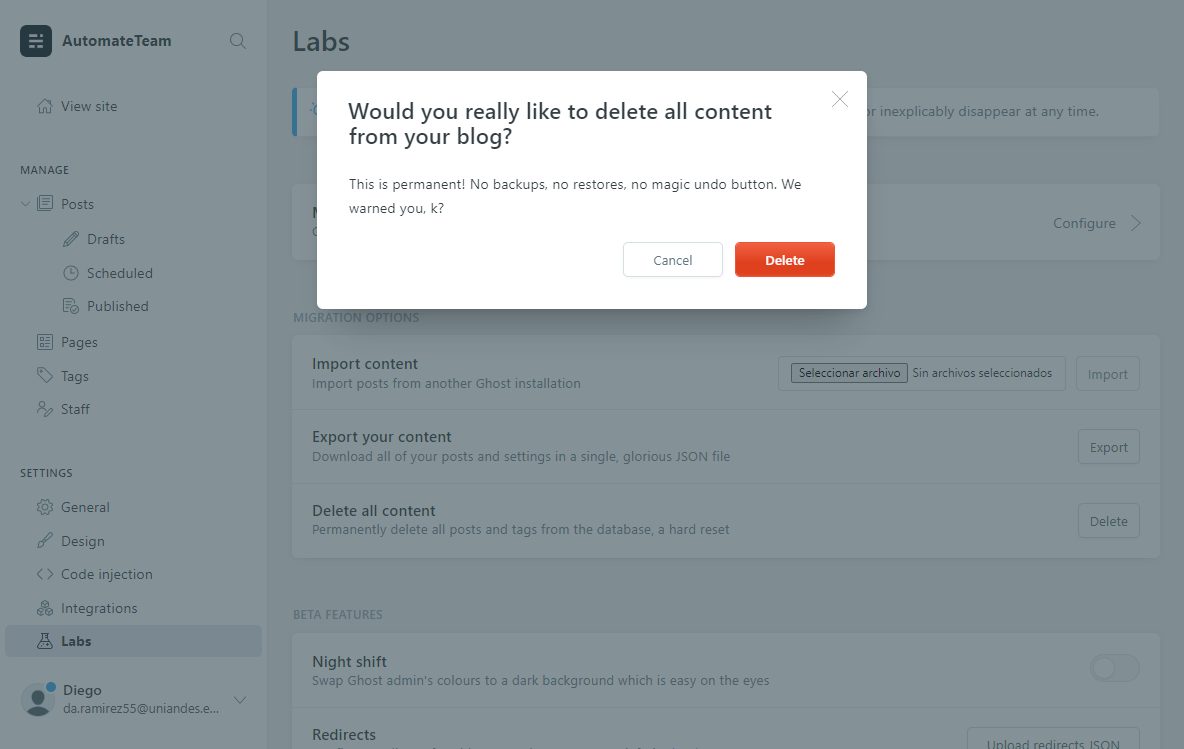 AutomateTeam
View site
MANAGE
Posts
Drafts
Scheduled
Published
Pages
Tags
Staff
SETTINGS
General
Design
Code injection
Integrations
Labs
Diego
da.ramirez55@uniandes.e...
Labs
inexplicably disappear at any time.
Would you really like to delete all content
from your blog?
This is permanent! No backups, no restores, no magic undo button. We
warned you, k?
Cancel
Delete
Configure
MIGRATION OPTIONS
Import content
Import posts from another Ghost installation
Seleccionar archivo Sin archivos seleccionados
Import
Export your content
Download all of your posts and settings in a single, glorious JSON file
Export
Delete all content
Permanently delete all posts and tags from the database, a hard reset
Delete
BETA FEATURES
Night shift
Swap Ghost admin's colours to a dark background which is easy on the eyes
Redirects
Upload redirects JSON